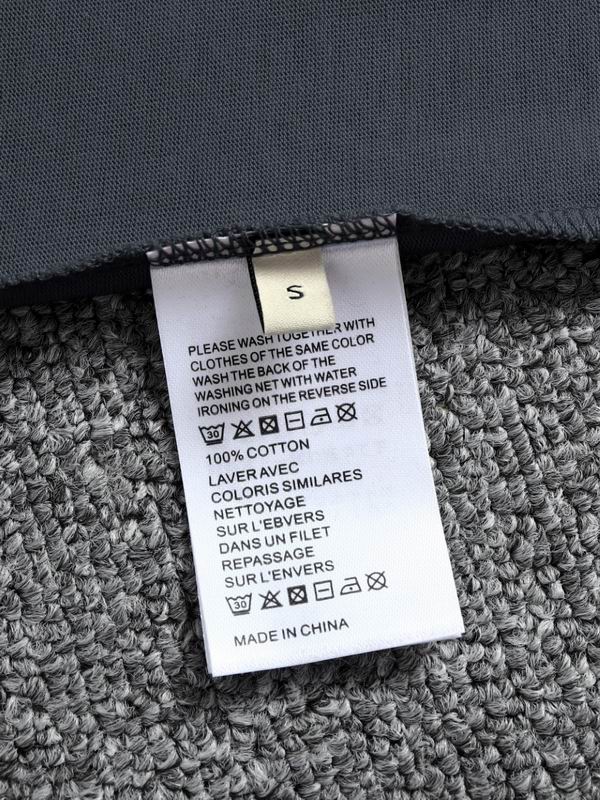 S
PLEASE WASH TOGETHER WITH
CLOTHES OF THE SAME COLOR
WASH THE BACK OF THE
WASHING NET WITH WATER
IRONING ON THE REVERSE SIDE
30
100% COTTON
LAVER AVEC
COLORIS SIMILARES
NETTOYAGE
SUR L'EBVERS
DANS UN FILET
REPASSAGE
SUR L'ENVERS
30
MADE IN CHINA